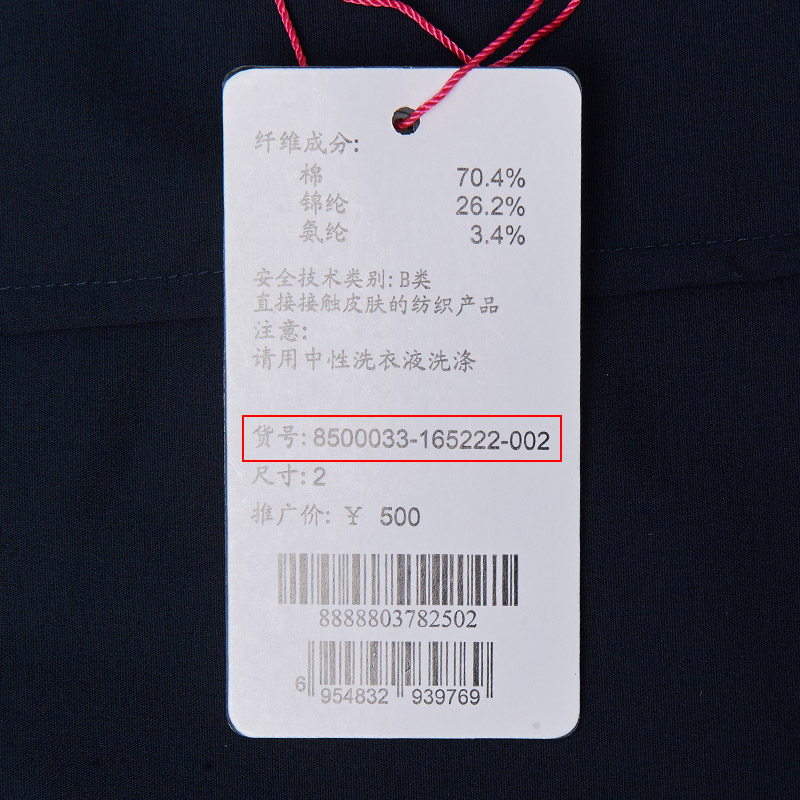 纤维成分:
棉 70.4%
锦纶 26.2%
氨纶 3.4%
安全技术类别: B类
直接接触皮肤的纺织产品
注意:
请用中性洗衣液洗涤
货号: 8500033-165222-002
尺寸: 2
推广价: ¥ 500
8888803782502
6 954832 939769